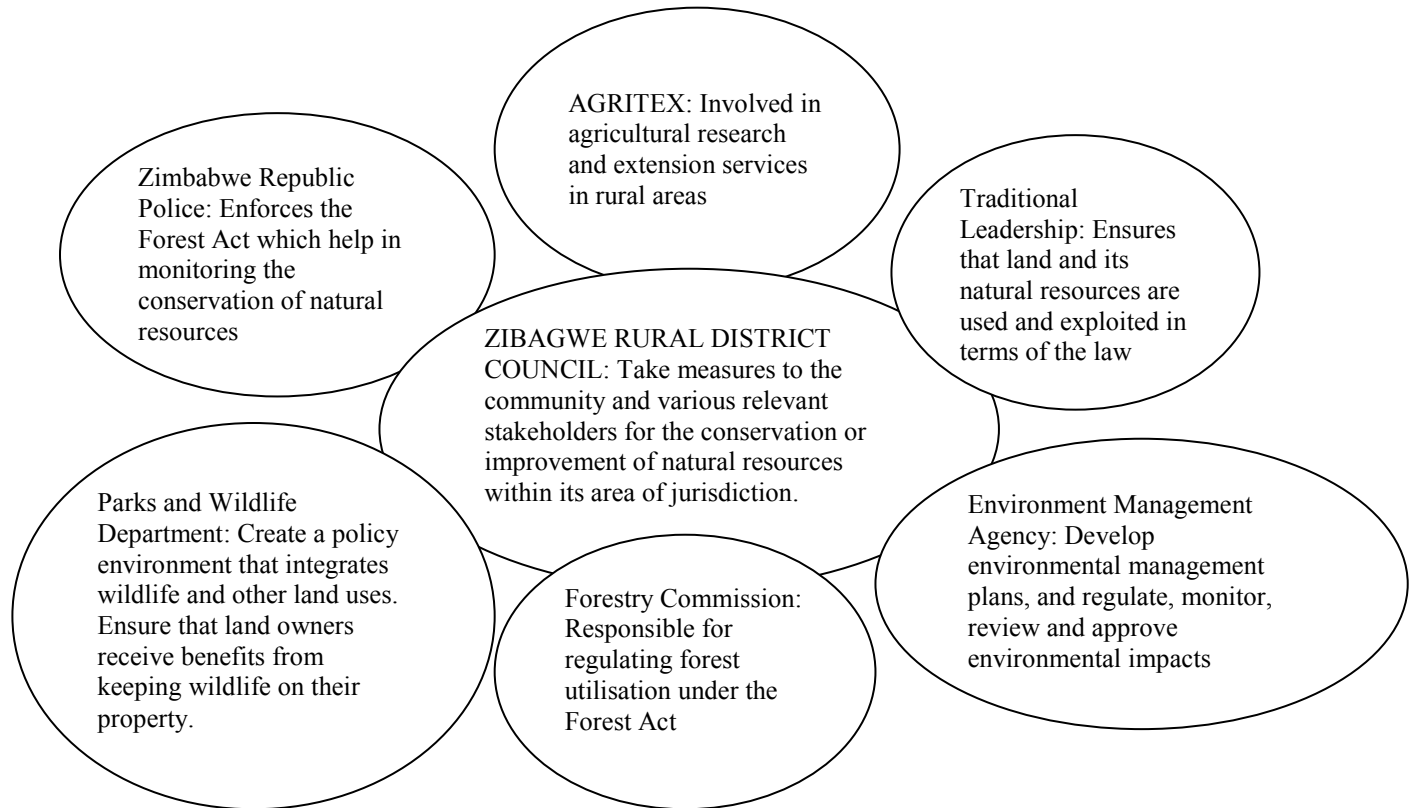 AGRITEX: Involved in
agricultural research
and extension services
in rural areas
Zimbabwe Republic
Police: Enforces the
Forest Act which help in
monitoring the
conservation of natural
resources
Traditional
Leadership: Ensures
that land and its
natural resources are
used and exploited in
terms of the law
ZIBAGWE RURAL DISTRICT
COUNCIL: Take measures to the
community and various relevant
stakeholders for the conservation or
improvement of natural resources
within its area of jurisdiction.
Parks and Wildlife
Department: Create a policy
environment that integrates
wildlife and other land uses.
Ensure that land owners
receive benefits from
keeping wildlife on their
property.
Forestry Commission:
Responsible for
regulating forest
utilisation under the
Forest Act
Environment Management
Agency: Develop
environmental management
plans, and regulate, monitor,
review and approve
environmental impacts